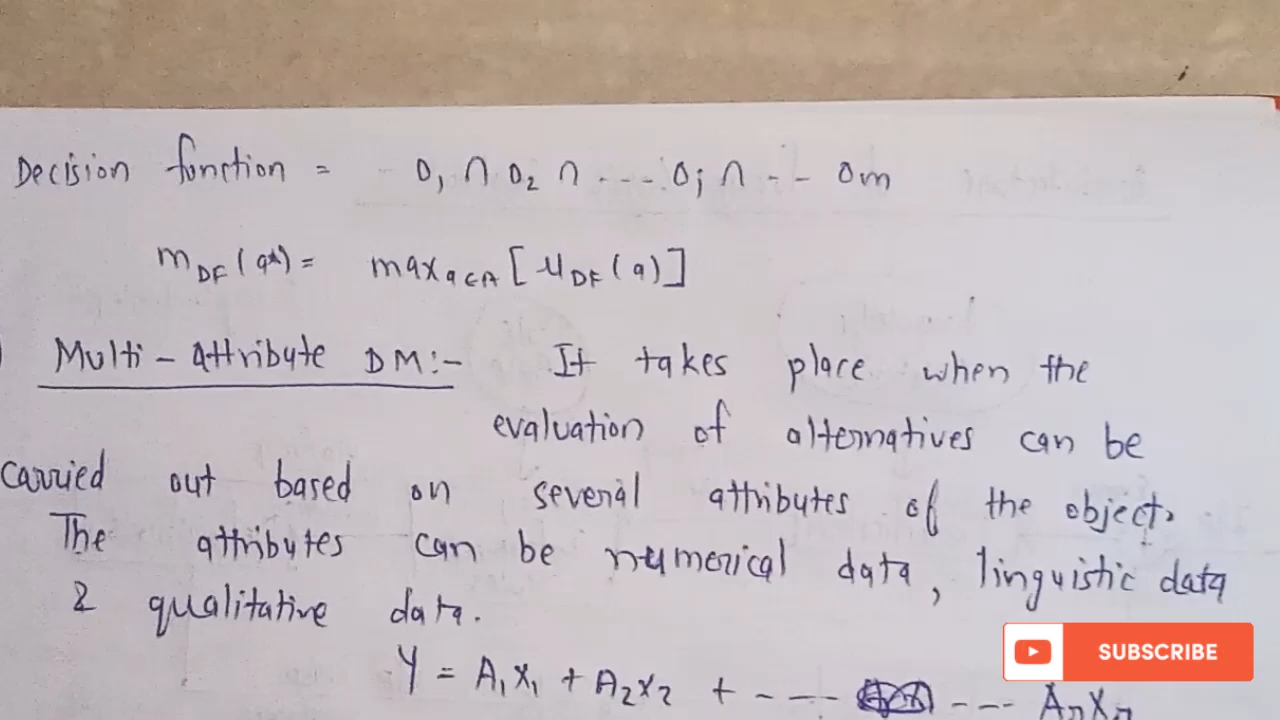 Decision function = O₁ ∩ O₂ ∩ --- Oᵢ ∩ -- Om
m_DF(a*) = max_a∈A [μ_DF(a)]
Multi-attribute DM:- It takes place when the
evaluation of alternatives can be
carried out based on several attributes of the object.
The attributes can be numerical data, linguistic data
& qualitative data.
SUBSCRIBE
Y = A₁X₁ + A₂X₂ + --- --- AₙXₙ